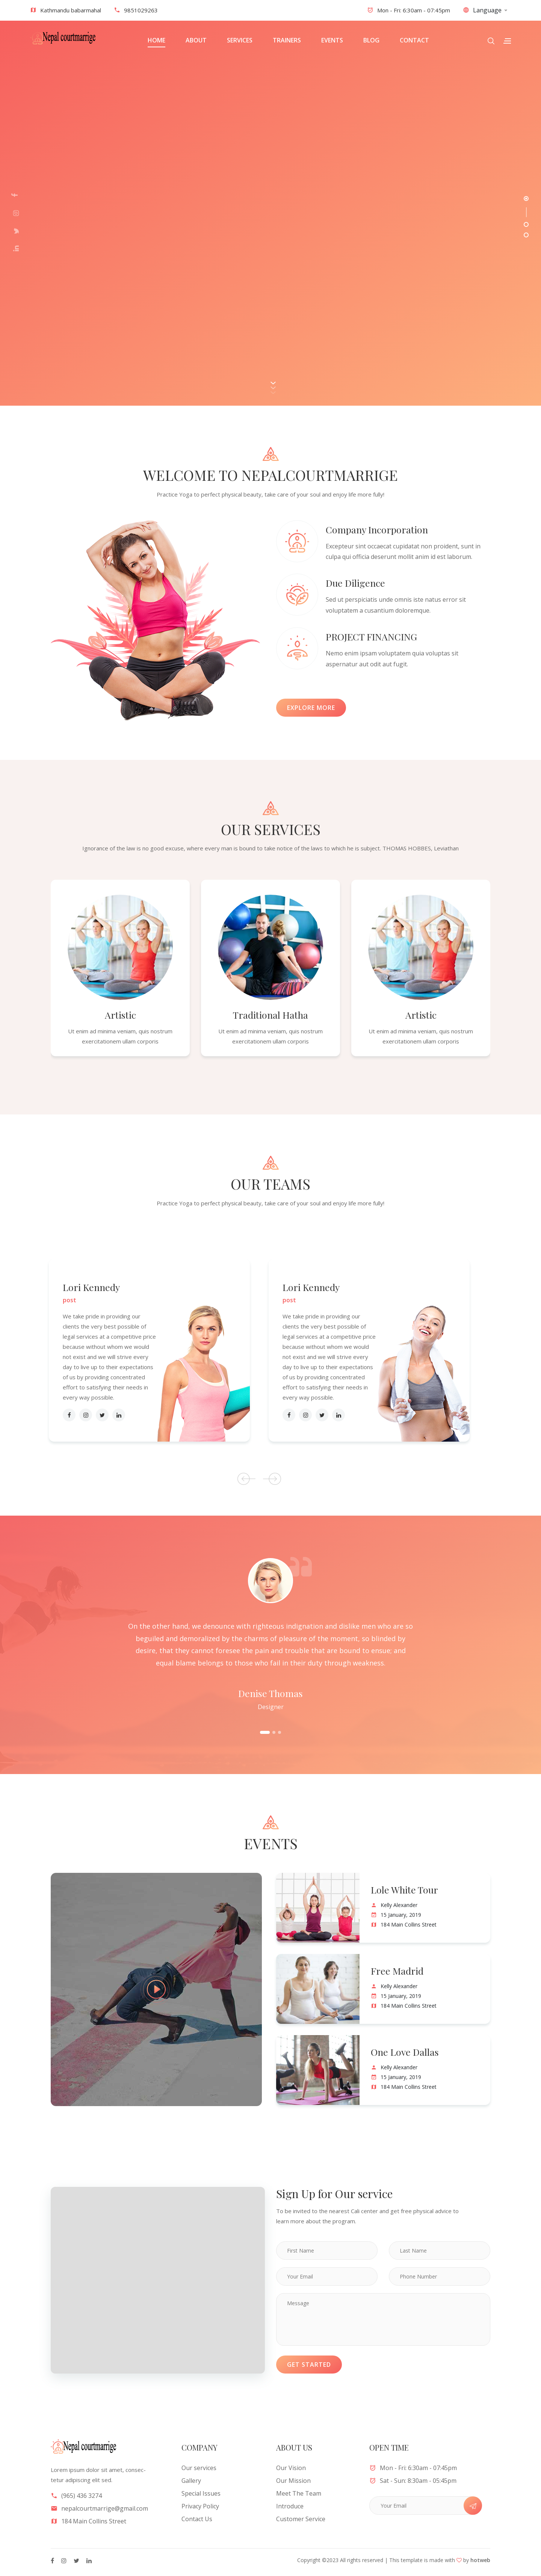 Kathmandu babarmahal
9851029263
Mon - Fri: 6:30am - 07:45pm
Language
Nepal courtmarrige
HOME
ABOUT
SERVICES
TRAINERS
EVENTS
BLOG
CONTACT
WELCOME TO NEPALCOURTMARRIGE
Practice Yoga to perfect physical beauty, take care of your soul and enjoy life more fully!
Company Incorporation
Excepteur sint occaecat cupidatat non proident, sunt in
culpa qui officia deserunt mollit anim id est laborum.
Due Diligence
Sed ut perspiciatis unde omnis iste natus error sit
voluptatem a cusantium doloremque.
PROJECT FINANCING
Nemo enim ipsam voluptatem quia voluptas sit
aspernatur aut odit aut fugit.
EXPLORE MORE
OUR SERVICES
Ignorance of the law is no good excuse, where every man is bound to take notice of the laws to which he is subject. THOMAS HOBBES, Leviathan
Artistic
Ut enim ad minima veniam, quis nostrum
exercitationem ullam corporis
Traditional Hatha
Ut enim ad minima veniam, quis nostrum
exercitationem ullam corporis
Artistic
Ut enim ad minima veniam, quis nostrum
exercitationem ullam corporis
OUR TEAMS
Practice Yoga to perfect physical beauty, take care of your soul and enjoy life more fully!
Lori Kennedy
post
We take pride in providing our
clients the very best possible of
legal services at a competitive price
because without whom we would
not exist and we will strive every
day to live up to their expectations
of us by providing concentrated
effort to satisfying their needs in
every way possible.
Lori Kennedy
post
We take pride in providing our
clients the very best possible of
legal services at a competitive price
because without whom we would
not exist and we will strive every
day to live up to their expectations
of us by providing concentrated
effort to satisfying their needs in
every way possible.
On the other hand, we denounce with righteous indignation and dislike men who are so
beguiled and demoralized by the charms of pleasure of the moment, so blinded by
desire, that they cannot foresee the pain and trouble that are bound to ensue; and
equal blame belongs to those who fail in their duty through weakness.
Denise Thomas
Designer
EVENTS
Lole White Tour
Kelly Alexander
15 January, 2019
184 Main Collins Street
Free Madrid
Kelly Alexander
15 January, 2019
184 Main Collins Street
One Love Dallas
Kelly Alexander
15 January, 2019
184 Main Collins Street
Sign Up for Our service
To be invited to the nearest Cali center and get free physical advice to
learn more about the program.
First Name
Last Name
Your Email
Phone Number
Message
GET STARTED
Nepal courtmarrige
Lorem ipsum dolor sit amet, consec-
tetur adipiscing elit sed.
(965) 436 3274
nepalcourtmarrige@gmail.com
184 Main Collins Street
COMPANY
Our services
Gallery
Special Issues
Privacy Policy
Contact Us
ABOUT US
Our Vision
Our Mission
Meet The Team
Introduce
Customer Service
OPEN TIME
Mon - Fri: 6:30am - 07:45pm
Sat - Sun: 8:30am - 05:45pm
Your Email
Copyright ©2023 All rights reserved | This template is made with by hotweb